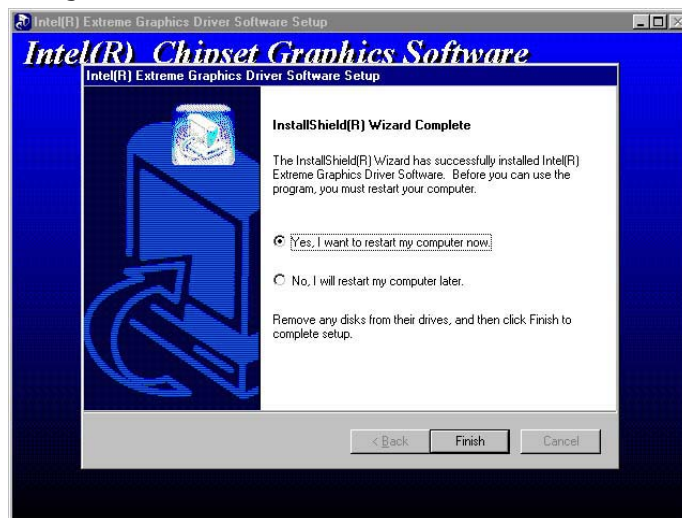 Intel(R) Extreme Graphics Driver Software Setup
Intel(R) Chipset Graphics Software
Intel(R) Extreme Graphics Driver Software Setup
InstallShield(R) Wizard Complete
The InstallShield(R) Wizard has successfully installed Intel(R)
Extreme Graphics Driver Software. Before you can use the
program, you must restart your computer.
Yes, I want to restart my computer now.
No, I will restart my computer later.
Remove any disks from their drives, and then click Finish to
complete setup.
< Back Finish Cancel